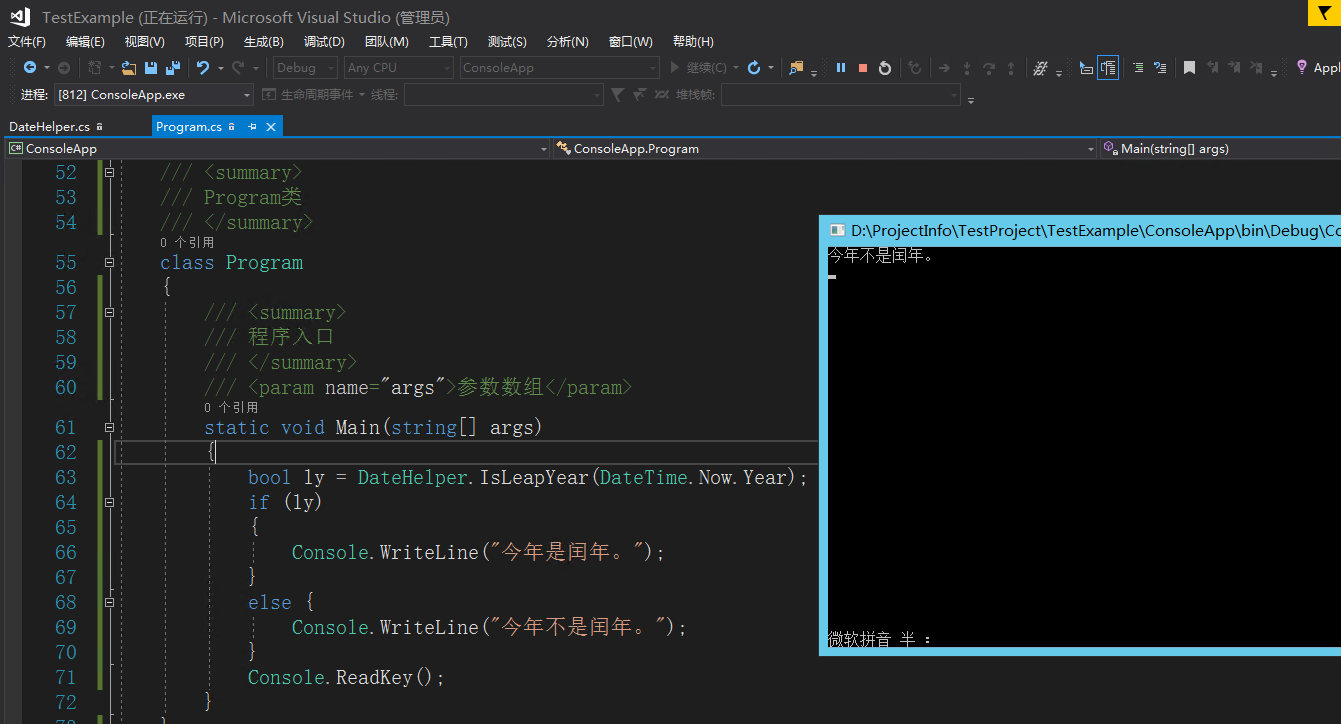 TestExample (正在运行) - Microsoft Visual Studio (管理员)
文件(F) 编辑(E) 视图(V) 项目(P) 生成(B) 调试(D) 团队(M) 工具(T) 测试(S) 分析(N) 窗口(W) 帮助(H)
Debug Any CPU ConsoleApp 继续(C) Appl
进程: [812] ConsoleApp.exe 生命周期事件 线程: 堆栈帧:
DateHelper.cs Program.cs
ConsoleApp ConsoleApp.Program Main(string[] args)
52 /// <summary>
53 /// Program类
54 /// </summary>
0 个引用
55 class Program
56 {
57 /// <summary>
58 /// 程序入口
59 /// </summary>
60 /// <param name="args">参数数组</param>
0 个引用
61 static void Main(string[] args)
62 {
63 bool ly = DateHelper.IsLeapYear(DateTime.Now.Year);
64 if (ly)
65 {
66 Console.WriteLine("今年是闰年。");
67 }
68 else {
69 Console.WriteLine("今年不是闰年。");
70 }
71 Console.ReadKey();
72 }
D:\ProjectInfo\TestProject\TestExample\ConsoleApp\bin\Debug\Co
今年不是闰年。
微软拼音 半 :